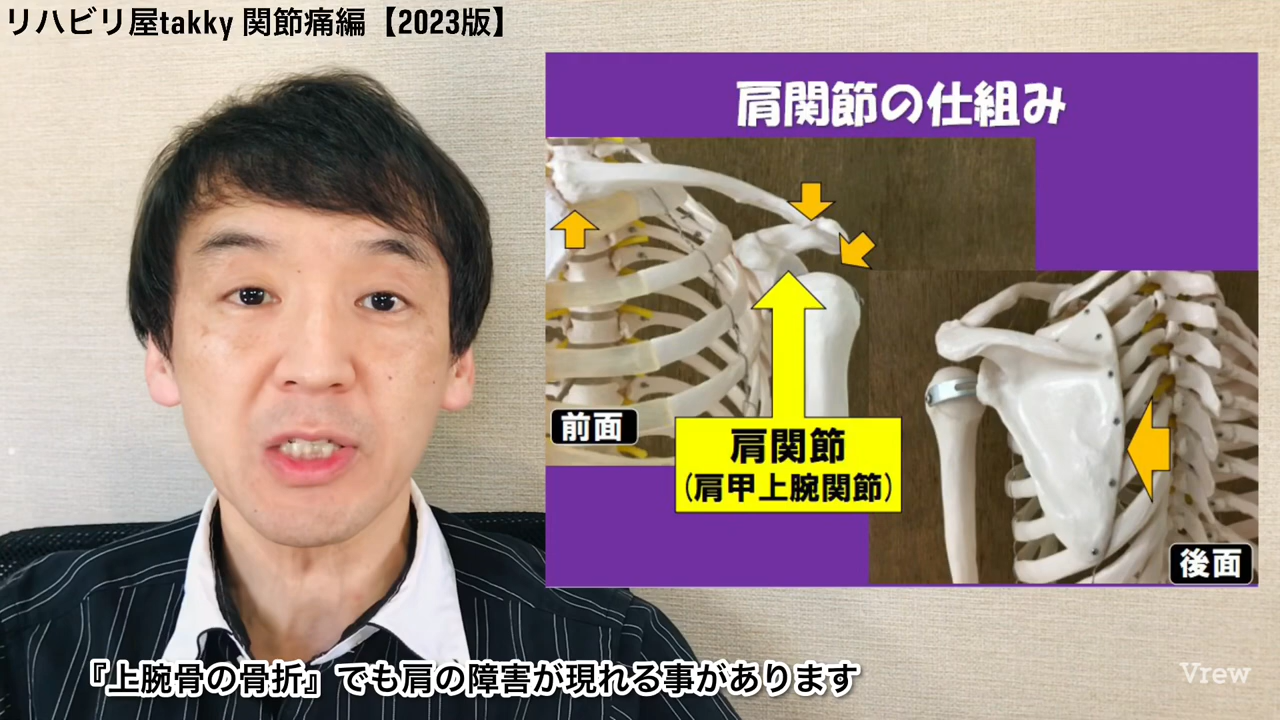 リハビリ屋takky 関節痛編【2023版】
肩関節の仕組み
前面
肩関節
(肩甲上腕関節)
後面
『上腕骨の骨折』でも肩の障害が現れる事があります
Vrew